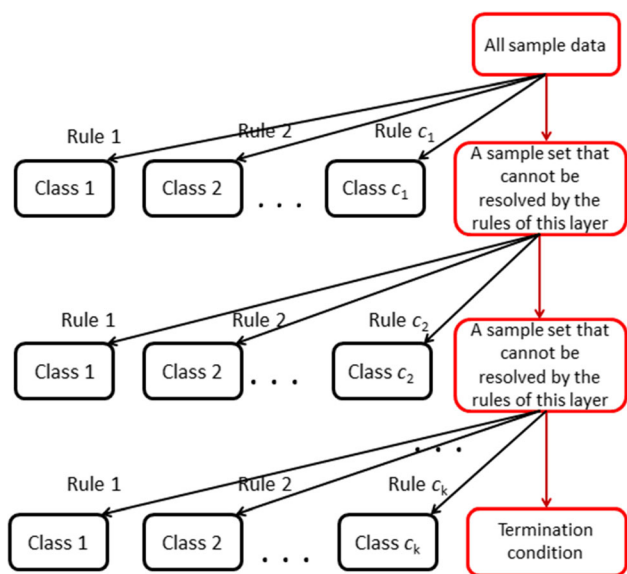 All sample data
Rule 1
Rule 2
Rule c₁
Class 1
Class 2
. . .
Class c₁
A sample set that
cannot be
resolved by the
rules of this layer
Rule 1
Rule 2
Rule c₂
Class 1
Class 2
. . .
Class c₂
A sample set that
cannot be
resolved by the
rules of this layer
. . .
Rule 1
Rule 2
Rule cₖ
Class 1
Class 2
. . .
Class cₖ
Termination
condition